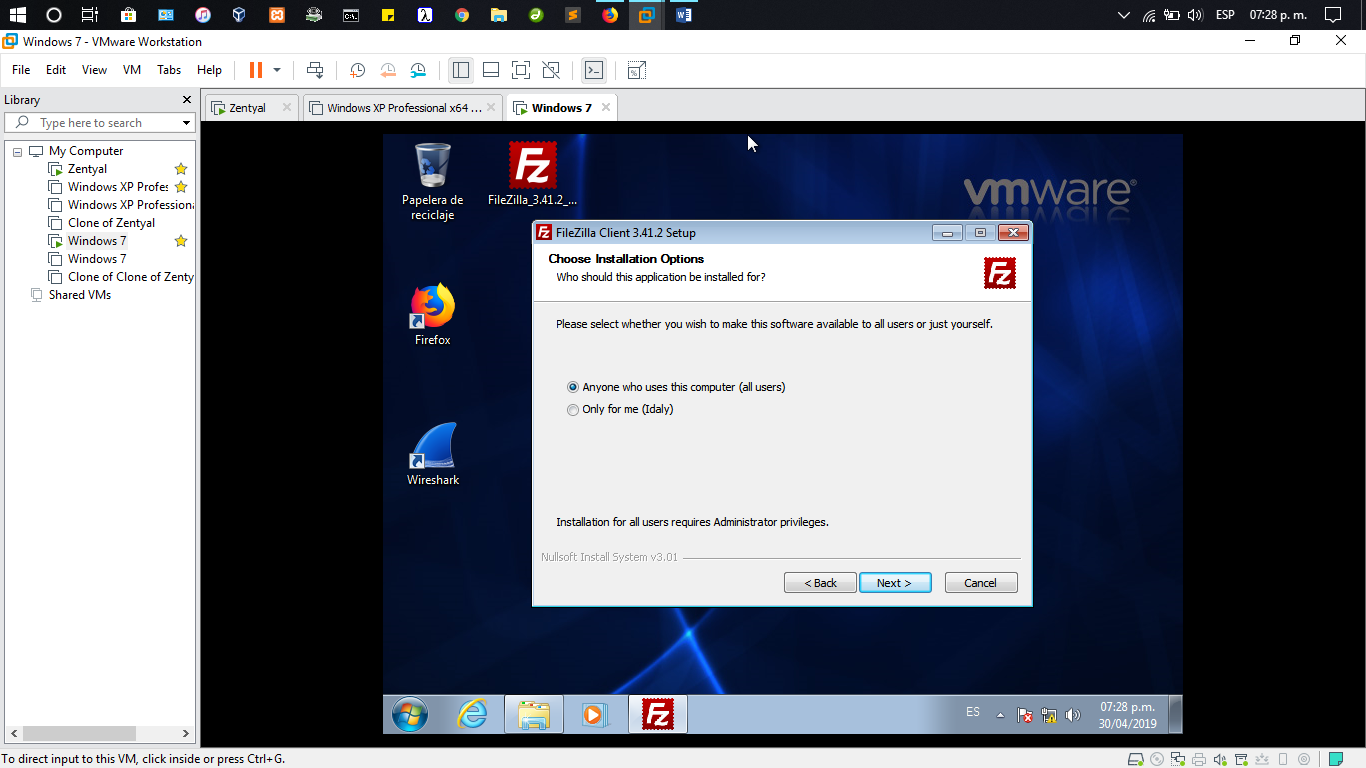 ESP 07:28 p. m.
Windows 7 - VMware Workstation
File Edit View VM Tabs Help
Library
Type here to search
My Computer
Zentyal
Windows XP Profes
Windows XP Professiona
Clone of Zentyal
Windows 7
Windows 7
Clone of Clone of Zenty
Shared VMs
Zentyal Windows XP Professional x64 ... Windows 7
Papelera de
reciclaje
FileZilla_3.41.2_...
Firefox
Wireshark
vmware®
Fz FileZilla Client 3.41.2 Setup
Choose Installation Options
Who should this application be installed for?
Please select whether you wish to make this software available to all users or just yourself.
Anyone who uses this computer (all users)
Only for me (Idaly)
Installation for all users requires Administrator privileges.
Nullsoft Install System v3.01
< Back Next > Cancel
ES
07:28 p.m.
30/04/2019
To direct input to this VM, click inside or press Ctrl+G.